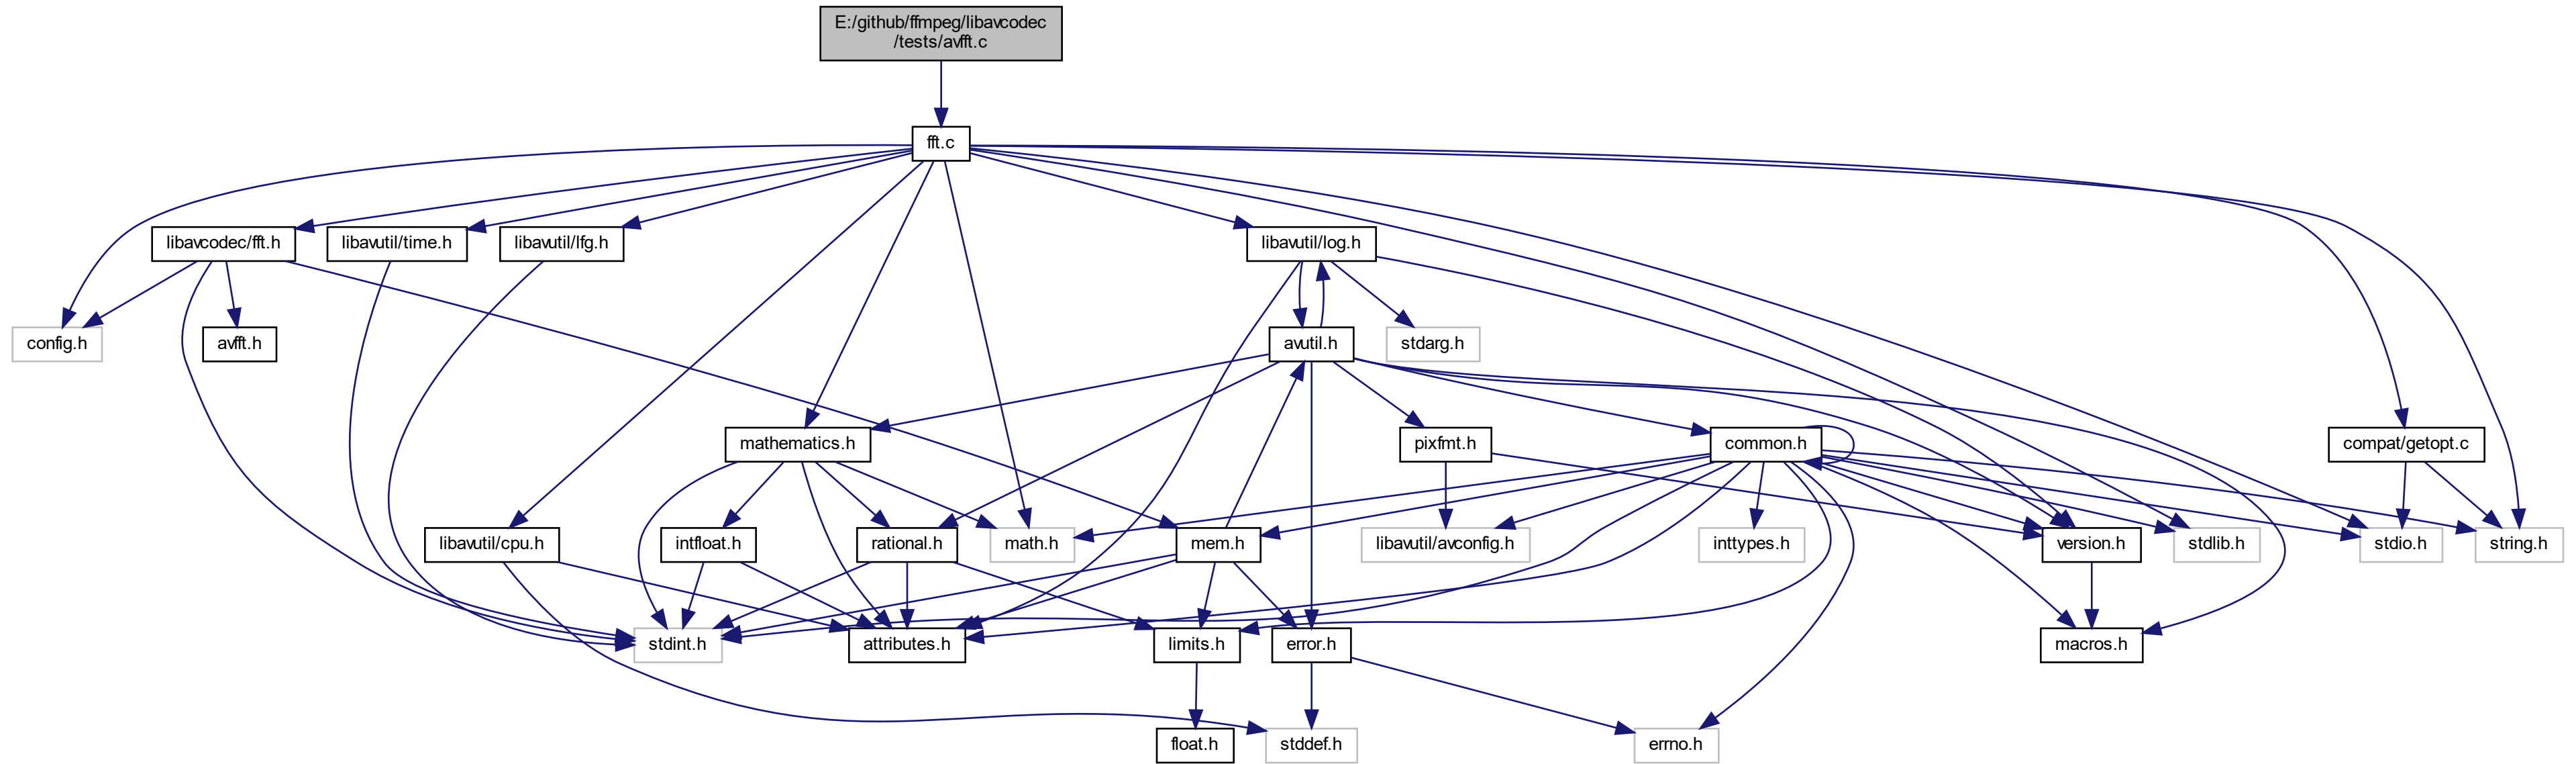 E:/github/ffmpeg/libavcodec
/tests/avfft.c
fft.c
libavcodec/fft.h
libavutil/time.h
libavutil/lfg.h
libavutil/log.h
config.h
avfft.h
avutil.h
stdarg.h
mathematics.h
pixfmt.h
common.h
compat/getopt.c
libavutil/cpu.h
intfloat.h
rational.h
math.h
mem.h
libavutil/avconfig.h
inttypes.h
version.h
stdlib.h
stdio.h
string.h
stdint.h
attributes.h
limits.h
error.h
macros.h
float.h
stddef.h
errno.h